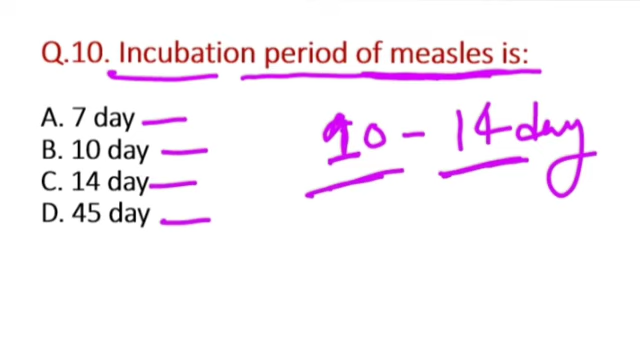 Q.10. Incubation period of measles is:
A. 7 day
B. 10 day
C. 14 day
D. 45 day
10 - 14 day